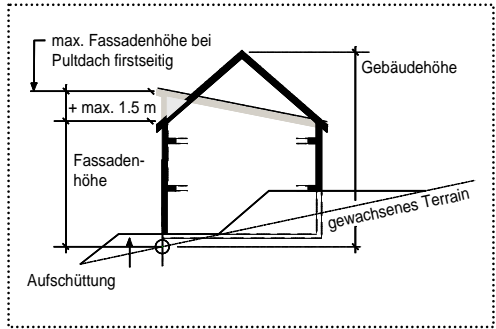 max. Fassadenhöhe bei
Pultdach firstseitig
Gebäudehöhe
+ max. 1.5 m
Fassaden-
höhe
gewachsenes Terrain
Aufschüttung